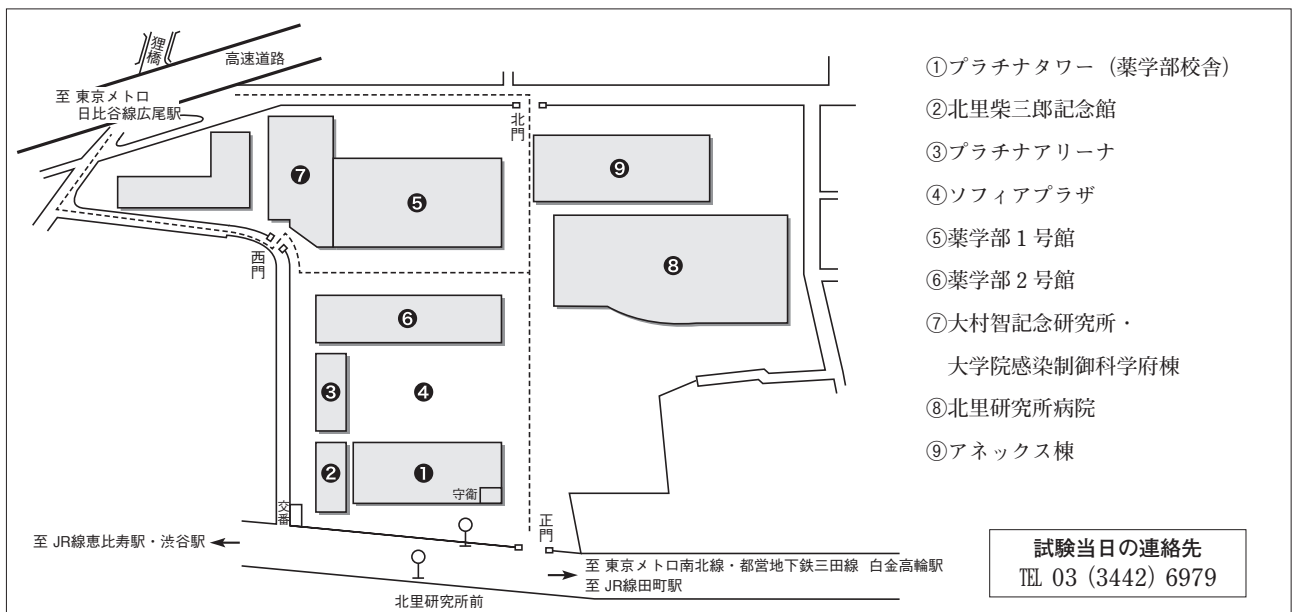 狸橋
高速道路
至 東京メトロ
日比谷線広尾駅
北門
❼
❺
❾
❽
西門
❻
❸
❹
❷
❶
守衛
交番
正門
至 JR線恵比寿駅・渋谷駅
北里研究所前
至 東京メトロ南北線・都営地下鉄三田線 白金高輪駅
至 JR線田町駅
①プラチナタワー（薬学部校舎）
②北里柴三郎記念館
③プラチナアリーナ
④ソフィアプラザ
⑤薬学部1号館
⑥薬学部2号館
⑦大村智記念研究所・
大学院感染制御科学府棟
⑧北里研究所病院
⑨アネックス棟
試験当日の連絡先
℡ 03 (3442) 6979